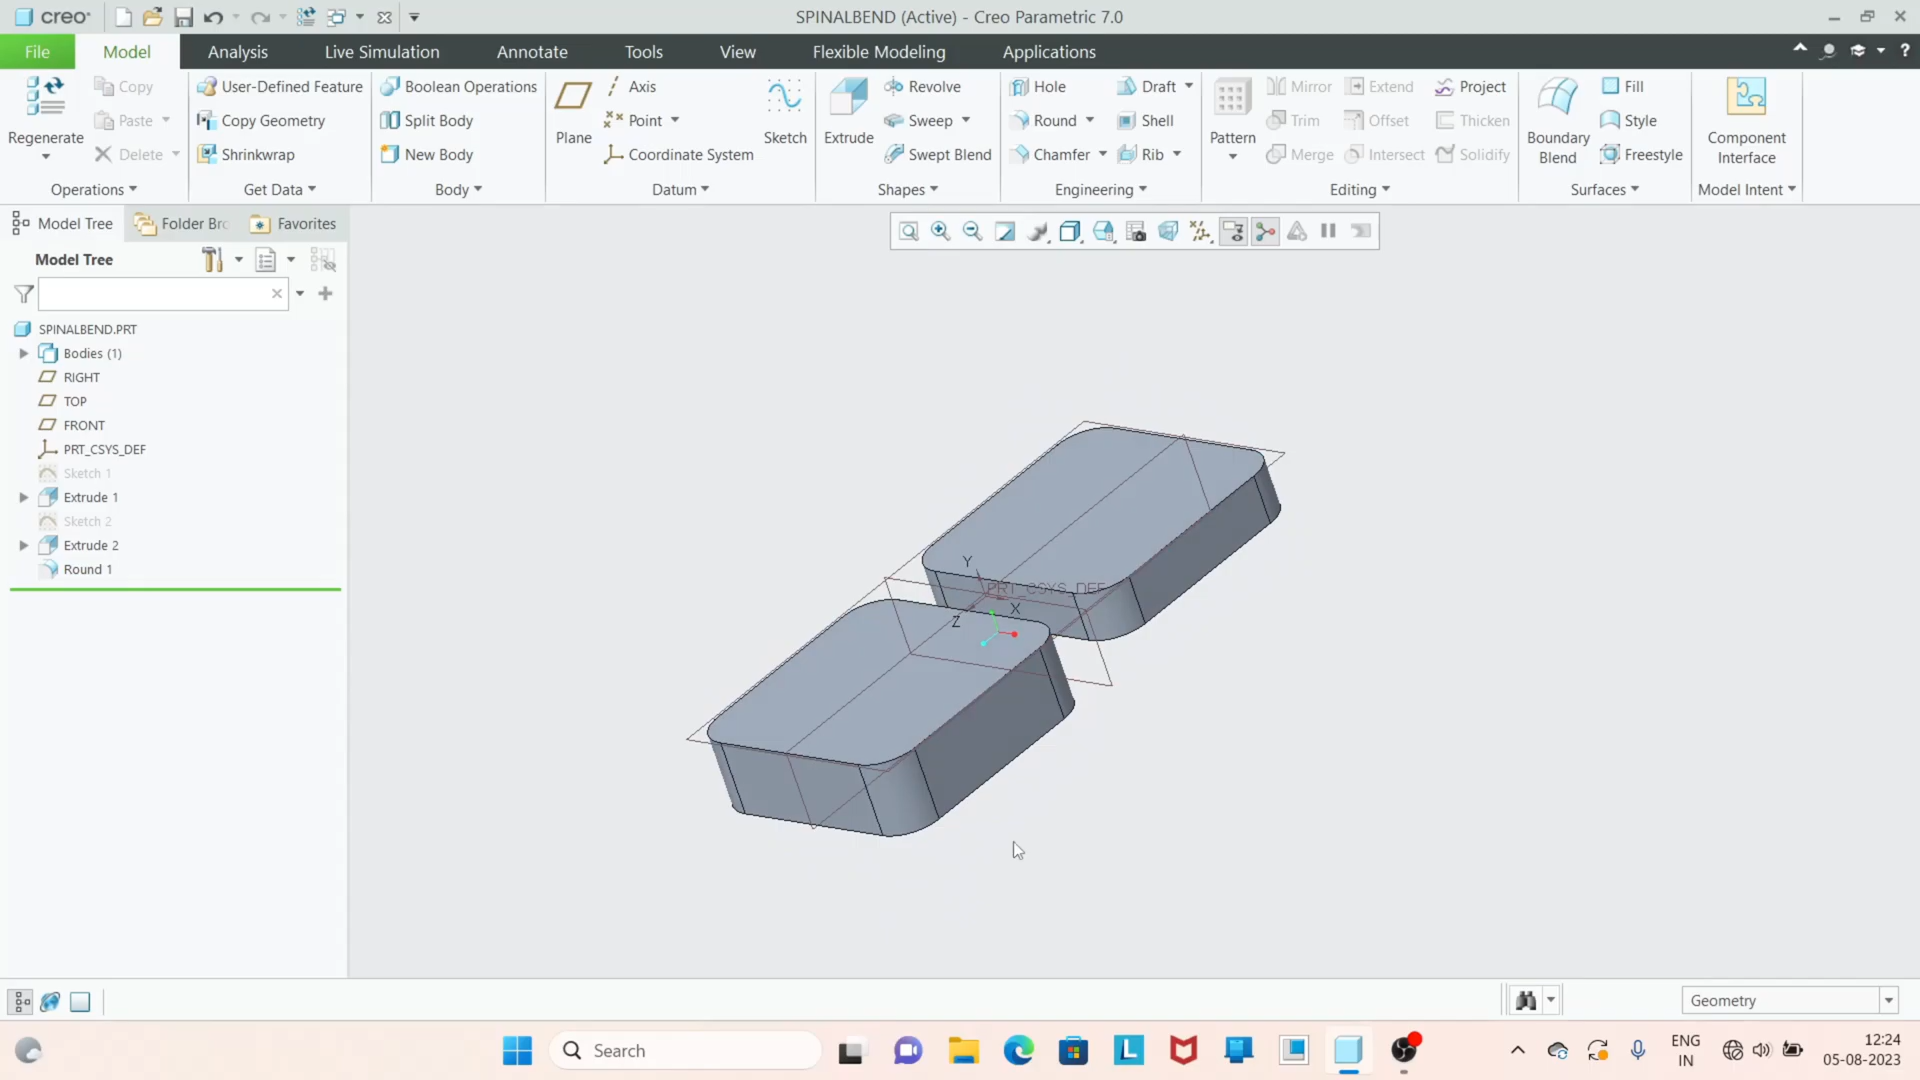 creo
SPINALBEND (Active) - Creo Parametric 7.0
File Model Analysis Live Simulation Annotate Tools View Flexible Modeling Applications
Regenerate Copy Paste Delete Operations
User-Defined Feature Copy Geometry Shrinkwrap Get Data
Boolean Operations Split Body New Body Body
Plane Axis Point Coordinate System Sketch Datum
Extrude Revolve Sweep Swept Blend Shapes
Hole Round Chamfer Draft Shell Rib Engineering
Pattern Mirror Trim Merge Extend Offset Intersect Project Thicken Solidify Editing
Boundary Blend Fill Style Freestyle Surfaces
Component Interface Model Intent
Model Tree Folder Bro Favorites
Model Tree
SPINALBEND.PRT
Bodies (1)
RIGHT
TOP
FRONT
PRT_CSYS_DEF
Sketch 1
Extrude 1
Sketch 2
Extrude 2
Round 1
Y
PRT_CSYS_DEF
X
Z
Geometry
Search
ENG
IN
12:24
05-08-2023